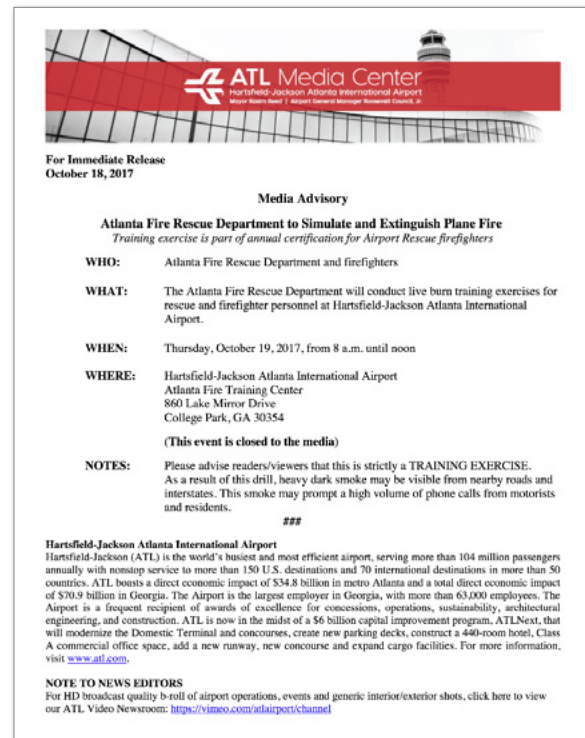 ATL Media Center
Hartsfield-Jackson Atlanta International Airport
Mayor Kasim Reed | Airport General Manager Roosevelt Council, Jr.
For Immediate Release
October 18, 2017
Media Advisory
Atlanta Fire Rescue Department to Simulate and Extinguish Plane Fire
Training exercise is part of annual certification for Airport Rescue firefighters
WHO: Atlanta Fire Rescue Department and firefighters
WHAT: The Atlanta Fire Rescue Department will conduct live burn training exercises for
rescue and firefighter personnel at Hartsfield-Jackson Atlanta International
Airport.
WHEN: Thursday, October 19, 2017, from 8 a.m. until noon
WHERE: Hartsfield-Jackson Atlanta International Airport
Atlanta Fire Training Center
860 Lake Mirror Drive
College Park, GA 30354
(This event is closed to the media)
NOTES: Please advise readers/viewers that this is strictly a TRAINING EXERCISE.
As a result of this drill, heavy dark smoke may be visible from nearby roads and
interstates. This smoke may prompt a high volume of phone calls from motorists
and residents.
###
Hartsfield-Jackson Atlanta International Airport
Hartsfield-Jackson (ATL) is the world's busiest and most efficient airport, serving more than 104 million passengers
annually with nonstop service to more than 150 U.S. destinations and 70 international destinations in more than 50
countries. ATL boasts a direct economic impact of $34.8 billion in metro Atlanta and a total direct economic impact
of $70.9 billion in Georgia. The Airport is the largest employer in Georgia, with more than 63,000 employees. The
Airport is a frequent recipient of awards of excellence for concessions, operations, sustainability, architectural
engineering, and construction. ATL is now in the midst of a $6 billion capital improvement program, ATLNext, that
will modernize the Domestic Terminal and concourses, create new parking decks, construct a 440-room hotel, Class
A commercial office space, add a new runway, new concourse and expand cargo facilities. For more information,
visit www.atl.com.
NOTE TO NEWS EDITORS
For HD broadcast quality b-roll of airport operations, events and generic interior/exterior shots, click here to view
our ATL Video Newsroom: https://vimeo.com/atlairport/channel